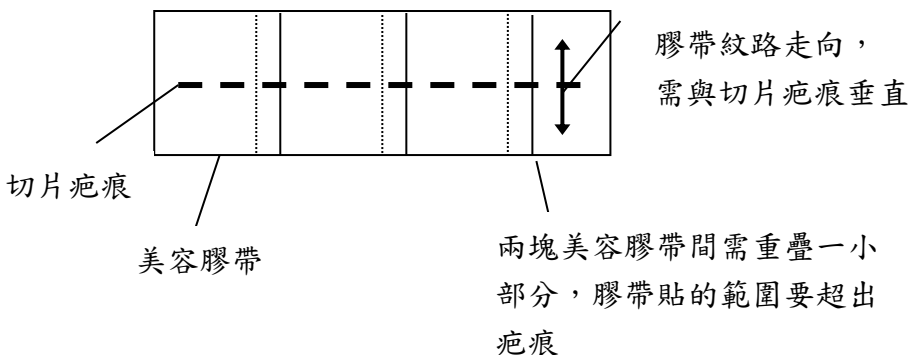 膠帶紋路走向，
需與切片疤痕垂直
切片疤痕
美容膠帶
兩塊美容膠帶間需重疊一小
部分，膠帶貼的範圍要超出
疤痕